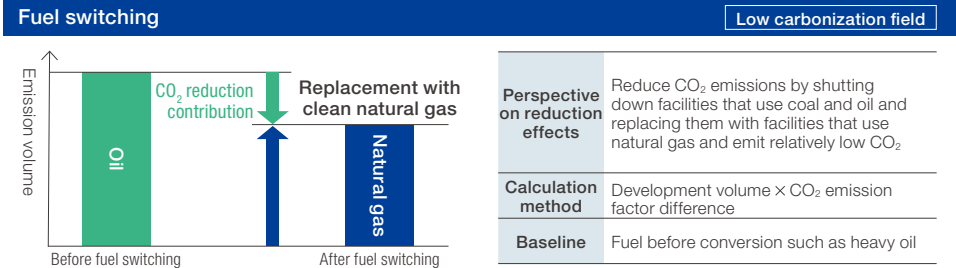 Fuel switching
Low carbonization field
Emission volume
Oil
CO₂ reduction
contribution
Replacement with
clean natural gas
Natural gas
Before fuel switching
After fuel switching
Perspective
on reduction
effects
Reduce CO₂ emissions by shutting
down facilities that use coal and oil and
replacing them with facilities that use
natural gas and emit relatively low CO₂
Calculation
method
Development volume × CO₂ emission
factor difference
Baseline
Fuel before conversion such as heavy oil